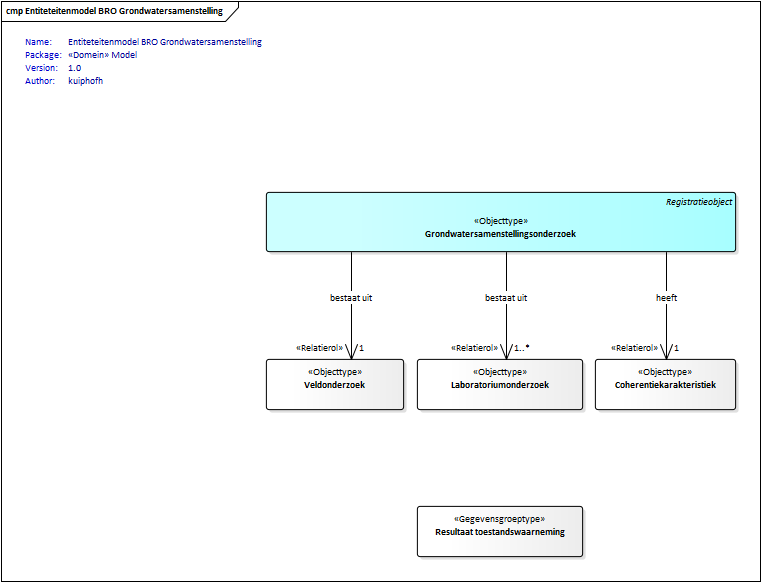 cmp Entiteteitenmodel BRO Grondwatersamenstelling
Name: Entiteteitenmodel BRO Grondwatersamenstelling
Package: «Domein» Model
Version: 1.0
Author: kuiphofh
Registratieobject
«Objecttype»
Grondwatersamenstellingsonderzoek
bestaat uit
bestaat uit
heeft
«Relatierol» 1
«Relatierol» 1..*
«Relatierol» 1
«Objecttype»
Veldonderzoek
«Objecttype»
Laboratoriumonderzoek
«Objecttype»
Coherentiekarakteristiek
«Gegevensgroeptype»
Resultaat toestandswaarneming